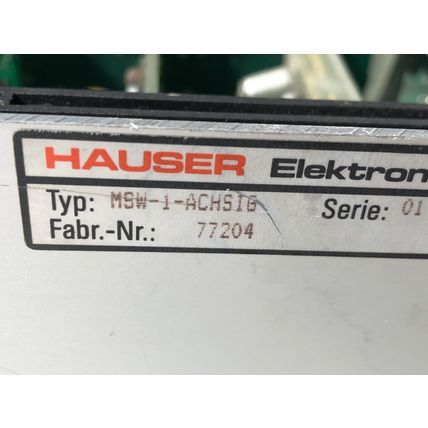 HAUSER Elektron
Typ: MSW-1-ACHSIG Serie: 01
Fabr.-Nr.: 77204